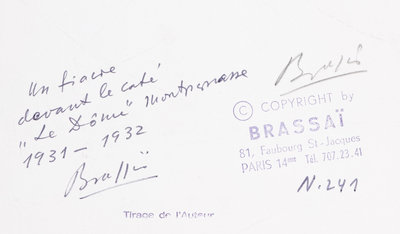 Un fiacre
devant le café
"Le Dôme" Montparnasse
1931 - 1932
Brassaï
Brassaï
© COPYRIGHT by
BRASSAÏ
81, Faubourg St-Jacques
PARIS 14me Tél. 707.23.41
N.241
Tirage de l'Auteur